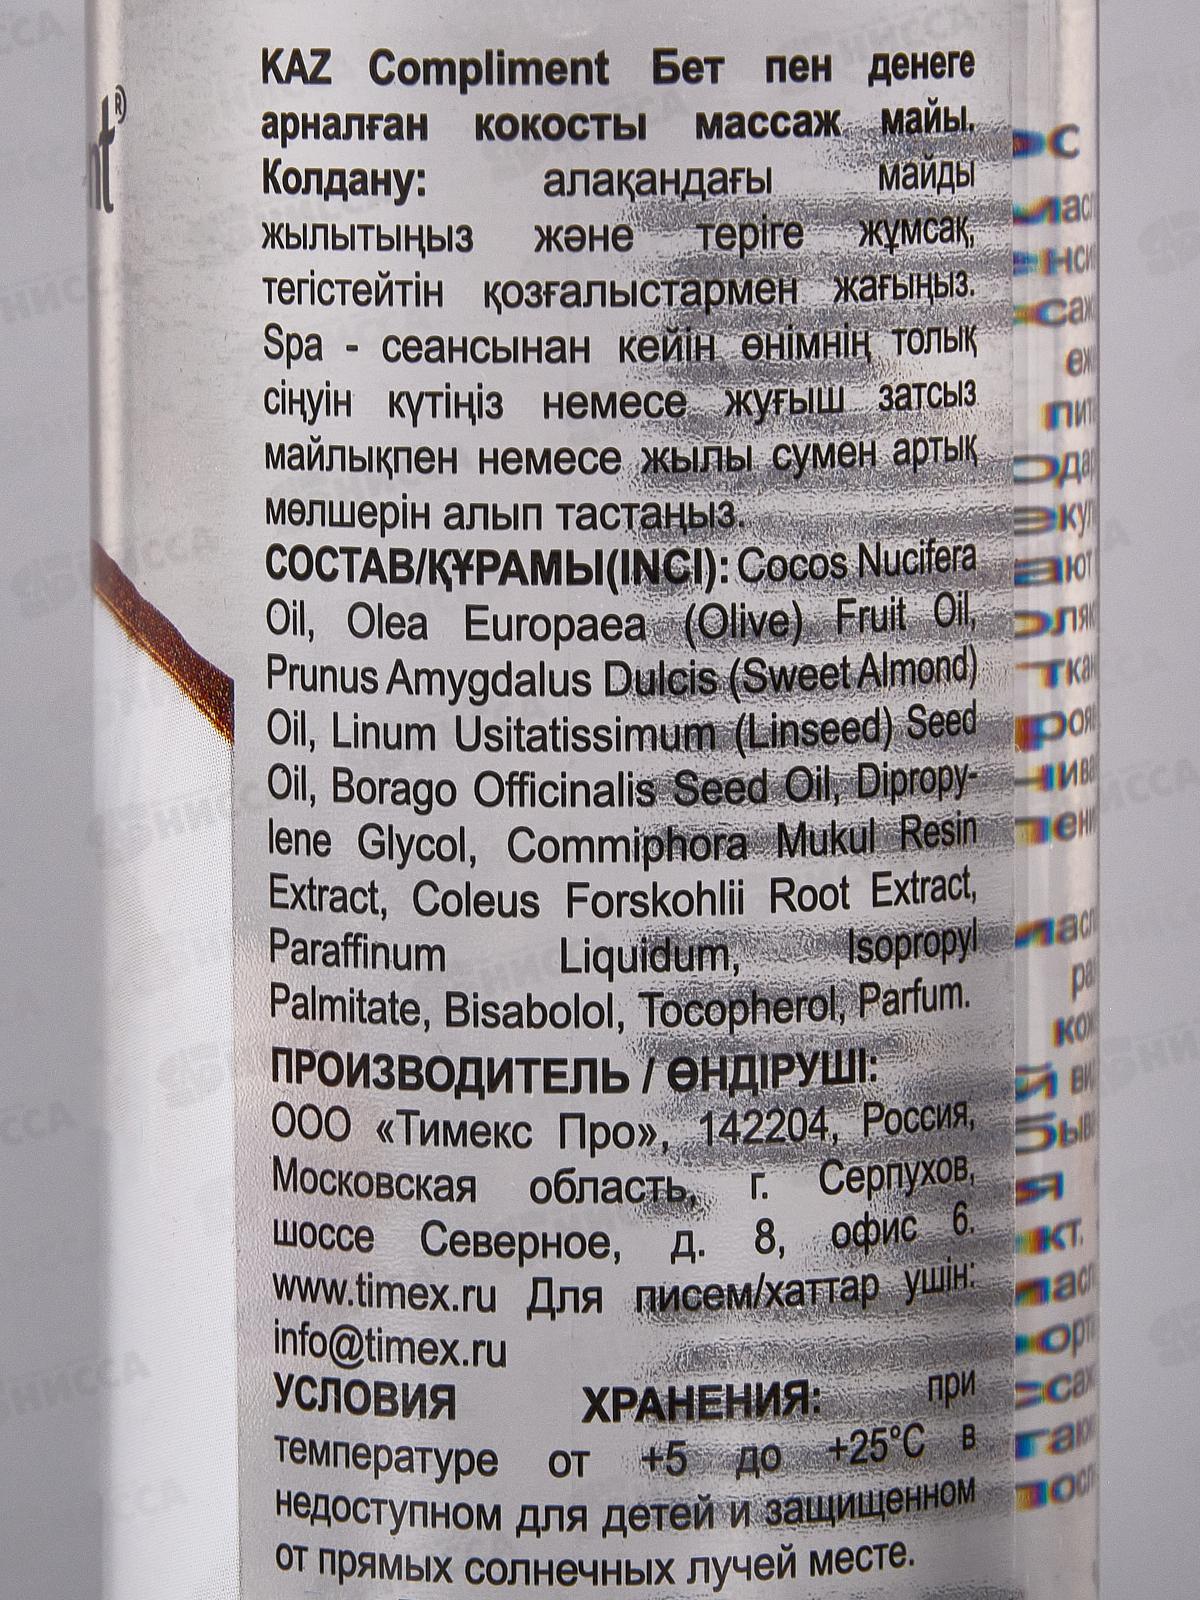 KAZ Compliment Бет пен денеге
арналған кокосты массаж майы.
Колдану: алақандағы майды
жылытыңыз және теріге жұмсақ,
тегістейтін қозғалыстармен жағыңыз.
Spa - сеансынан кейін өнімнің толық
сіңуін күтіңіз немесе жуғыш затсыз
майлықпен немесе жылы сумен артық
мөлшерін алып тастаңыз.
СОСТАВ/ҚҰРАМЫ(INCI): Cocos Nucifera
Oil, Olea Europaea (Olive) Fruit Oil,
Prunus Amygdalus Dulcis (Sweet Almond)
Oil, Linum Usitatissimum (Linseed) Seed
Oil, Borago Officinalis Seed Oil, Dipropy-
lene Glycol, Commiphora Mukul Resin
Extract, Coleus Forskohlii Root Extract,
Paraffinum Liquidum, Isopropyl
Palmitate, Bisabolol, Tocopherol, Parfum.
ПРОИЗВОДИТЕЛЬ / ӨНДІРУШІ:
ООО «Тимекс Про», 142204, Россия,
Московская область, г. Серпухов,
шоссе Северное, д. 8, офис 6.
www.timex.ru Для писем/хаттар үшін:
info@timex.ru
УСЛОВИЯ ХРАНЕНИЯ: при
температуре от +5 до +25°С в
недоступном для детей и защищенном
от прямых солнечных лучей месте.